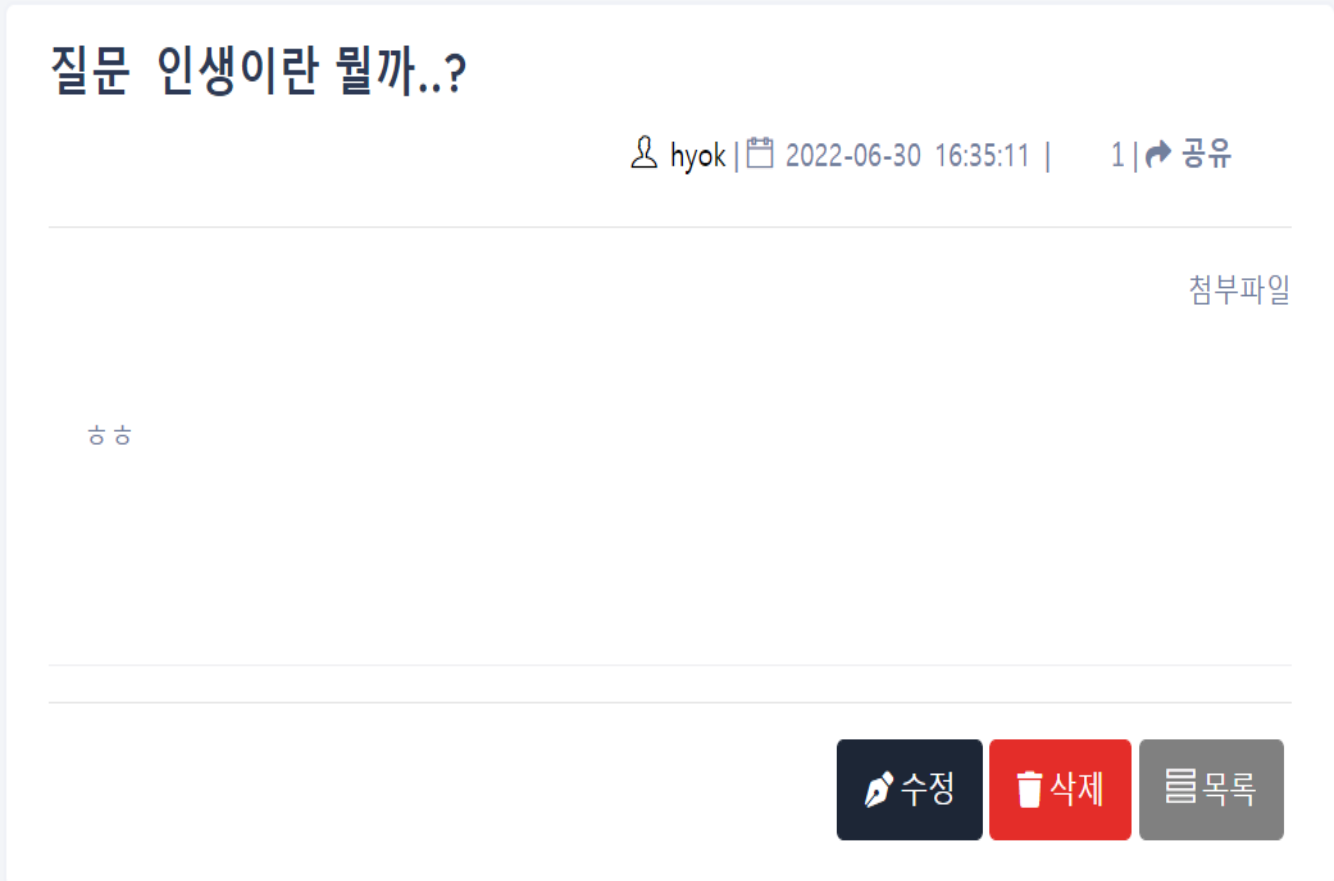 질문 인생이란 뭘까..?
hyok | 2022-06-30 16:35:11 | 1 | 공유
첨부파일
ㅎㅎ
수정 삭제 목록